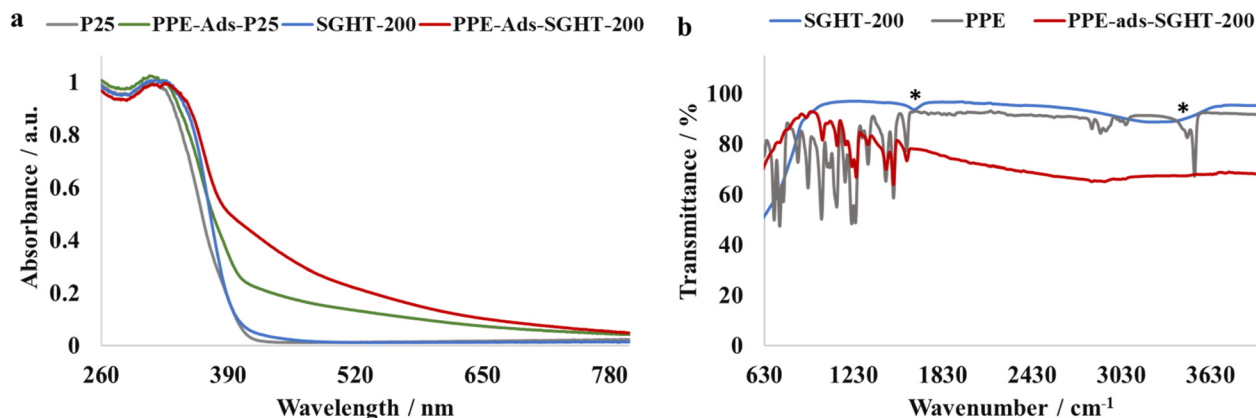 a
P25 PPE-Ads-P25 SGHT-200 PPE-Ads-SGHT-200
1
0.8
0.6
0.4
0.2
0
Absorbance / a.u.
260 390 520 650 780
Wavelength / nm
b
SGHT-200 PPE PPE-ads-SGHT-200
100
80
60
40
20
0
Transmittance / %
* *
630 1230 1830 2430 3030 3630
Wavenumber / cm-1